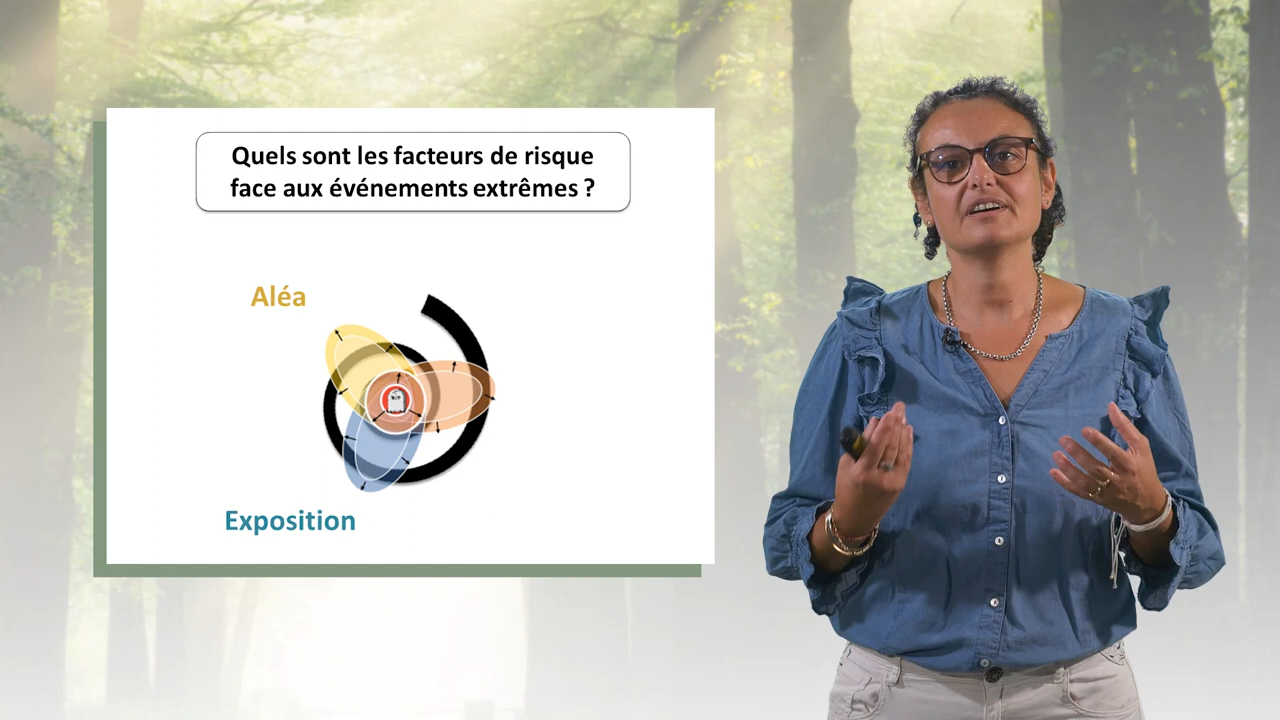 Quels sont les facteurs de risque
face aux événements extrêmes ?
Aléa
Exposition